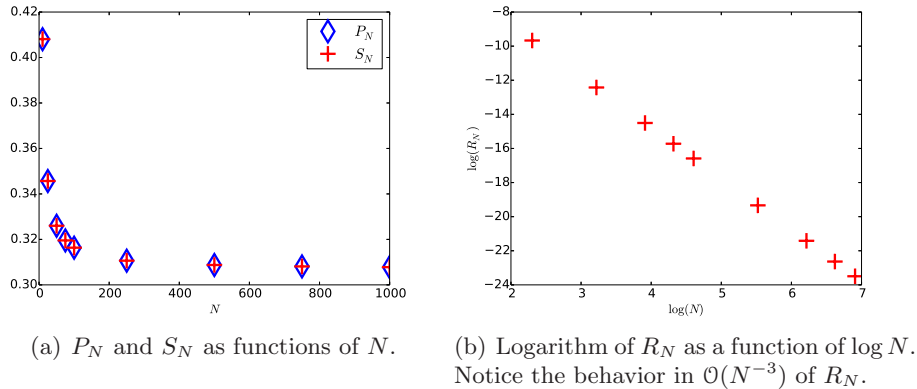 0.42
0.40
0.38
0.36
0.34
0.32
0.30
0 200 400 600 800 1000
N
P_N
S_N
−8
−10
−12
−14
−16
−18
−20
−22
−24
log(R_N)
2 3 4 5 6 7
log(N)
(a) P_N and S_N as functions of N.
(b) Logarithm of R_N as a function of log N.
Notice the behavior in O(N^{−3}) of R_N.